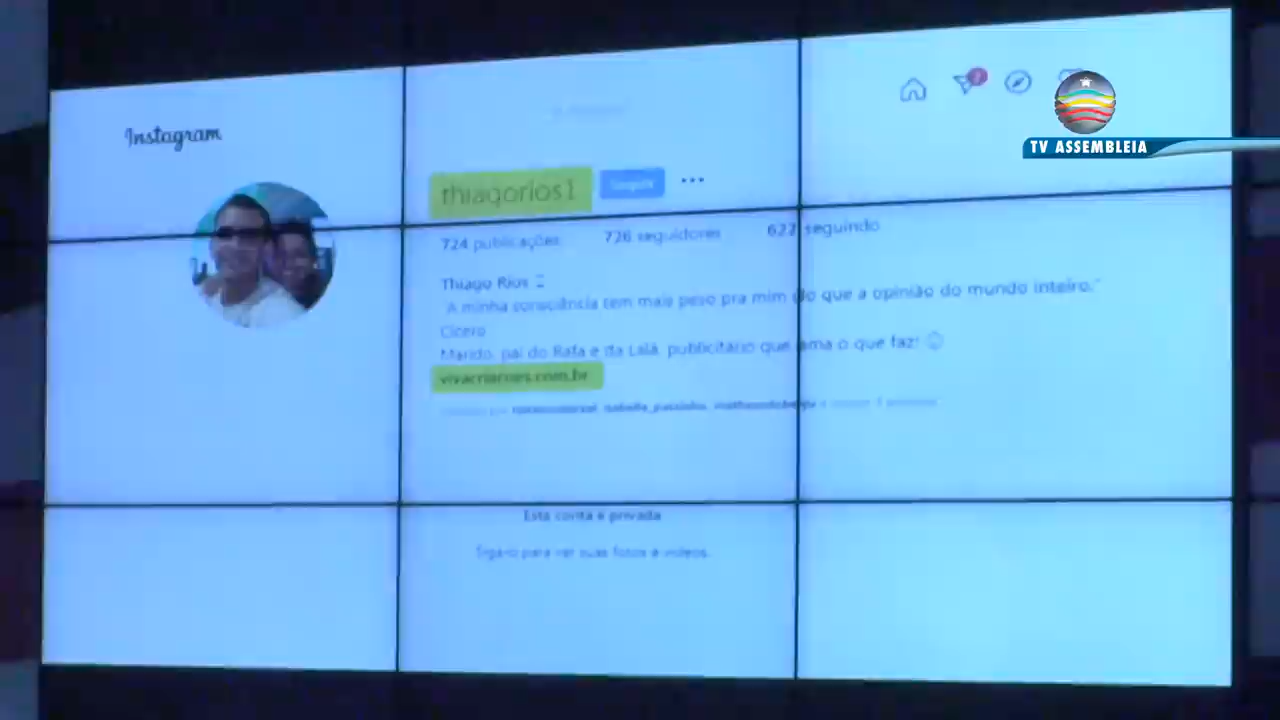 Instagram
TV ASSEMBLEIA
thiagorios1
Seguir
724 publicações 726 seguidores 622 seguindo
Thiago Rios
"A minha consciência tem mais peso pra mim do que a opinião do mundo inteiro."
Cícero
Marido, pai do Rafa e da Lalá, publicitário que ama o que faz!
vivacriacoes.com.br
Esta conta é privada
Siga-o para ver suas fotos e vídeos.